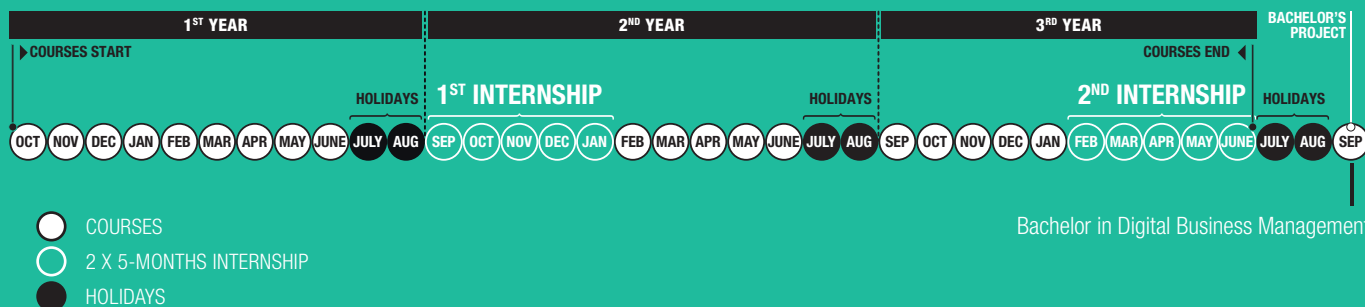 1ST YEAR 2ND YEAR 3RD YEAR BACHELOR'S
PROJECT
COURSES START COURSES END
HOLIDAYS 1ST INTERNSHIP HOLIDAYS 2ND INTERNSHIP HOLIDAYS
OCT NOV DEC JAN FEB MAR APR MAY JUNE JULY AUG SEP OCT NOV DEC JAN FEB MAR APR MAY JUNE JULY AUG SEP OCT NOV DEC JAN FEB MAR APR MAY JUNE JULY AUG SEP
COURSES
Bachelor in Digital Business Management
2 X 5-MONTHS INTERNSHIP
HOLIDAYS